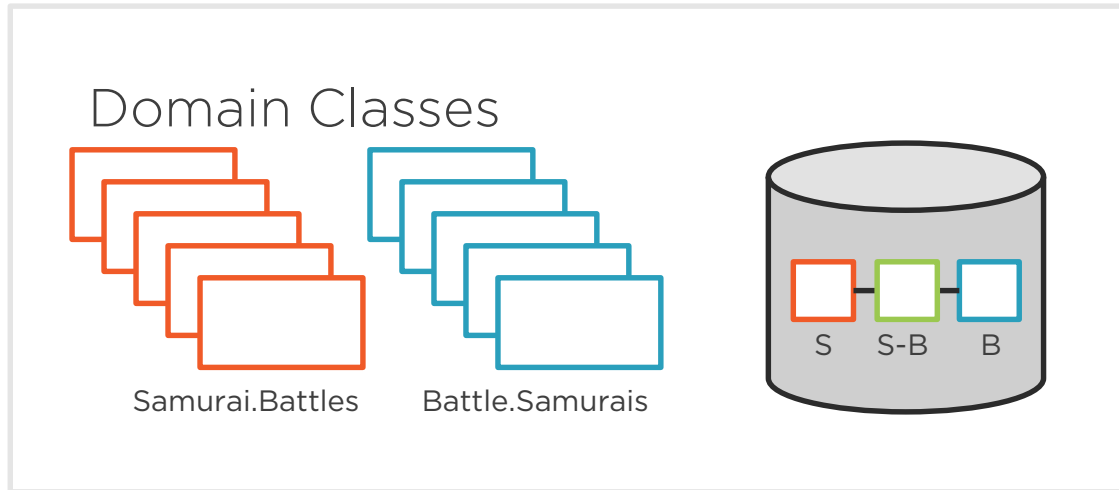 Domain Classes
Samurai.Battles
Battle.Samurais
S
S-B
B